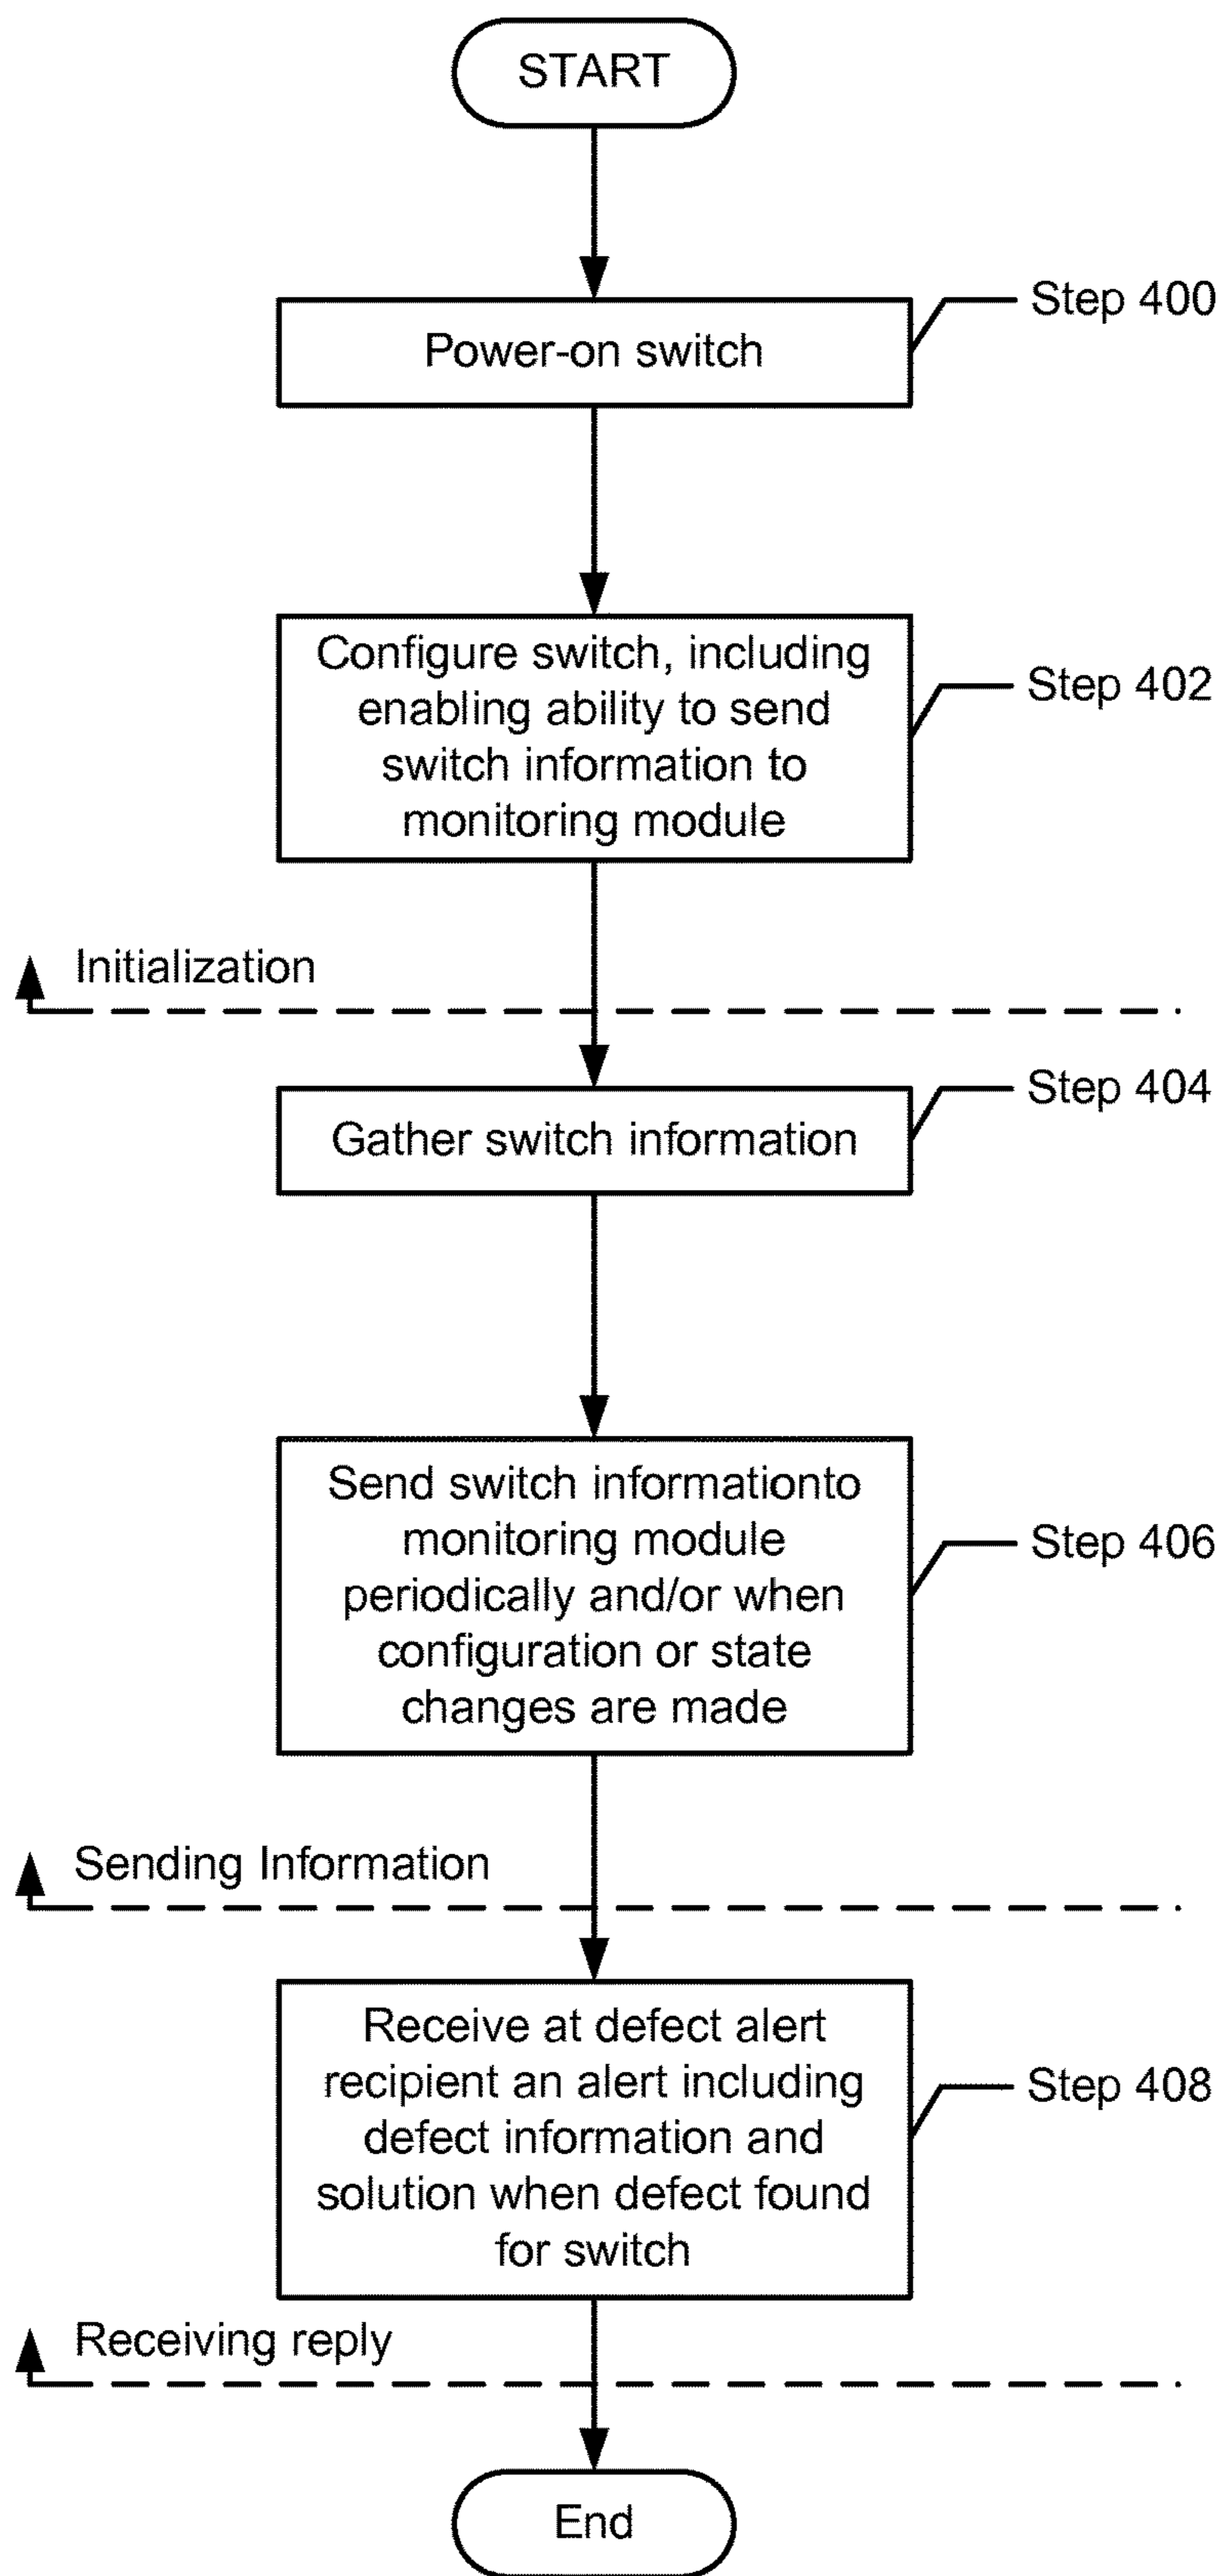 START
Step 400
Power-on switch
Configure switch, including
enabling ability to send
switch information to
monitoring module
Step 402
Initialization
Step 404
Gather switch information
Send switch informationto
monitoring module
periodically and/or when
configuration or state
changes are made
Step 406
Sending Information
Receive at defect alert
recipient an alert including
defect information and
solution when defect found
for switch
Step 408
Receiving reply
End